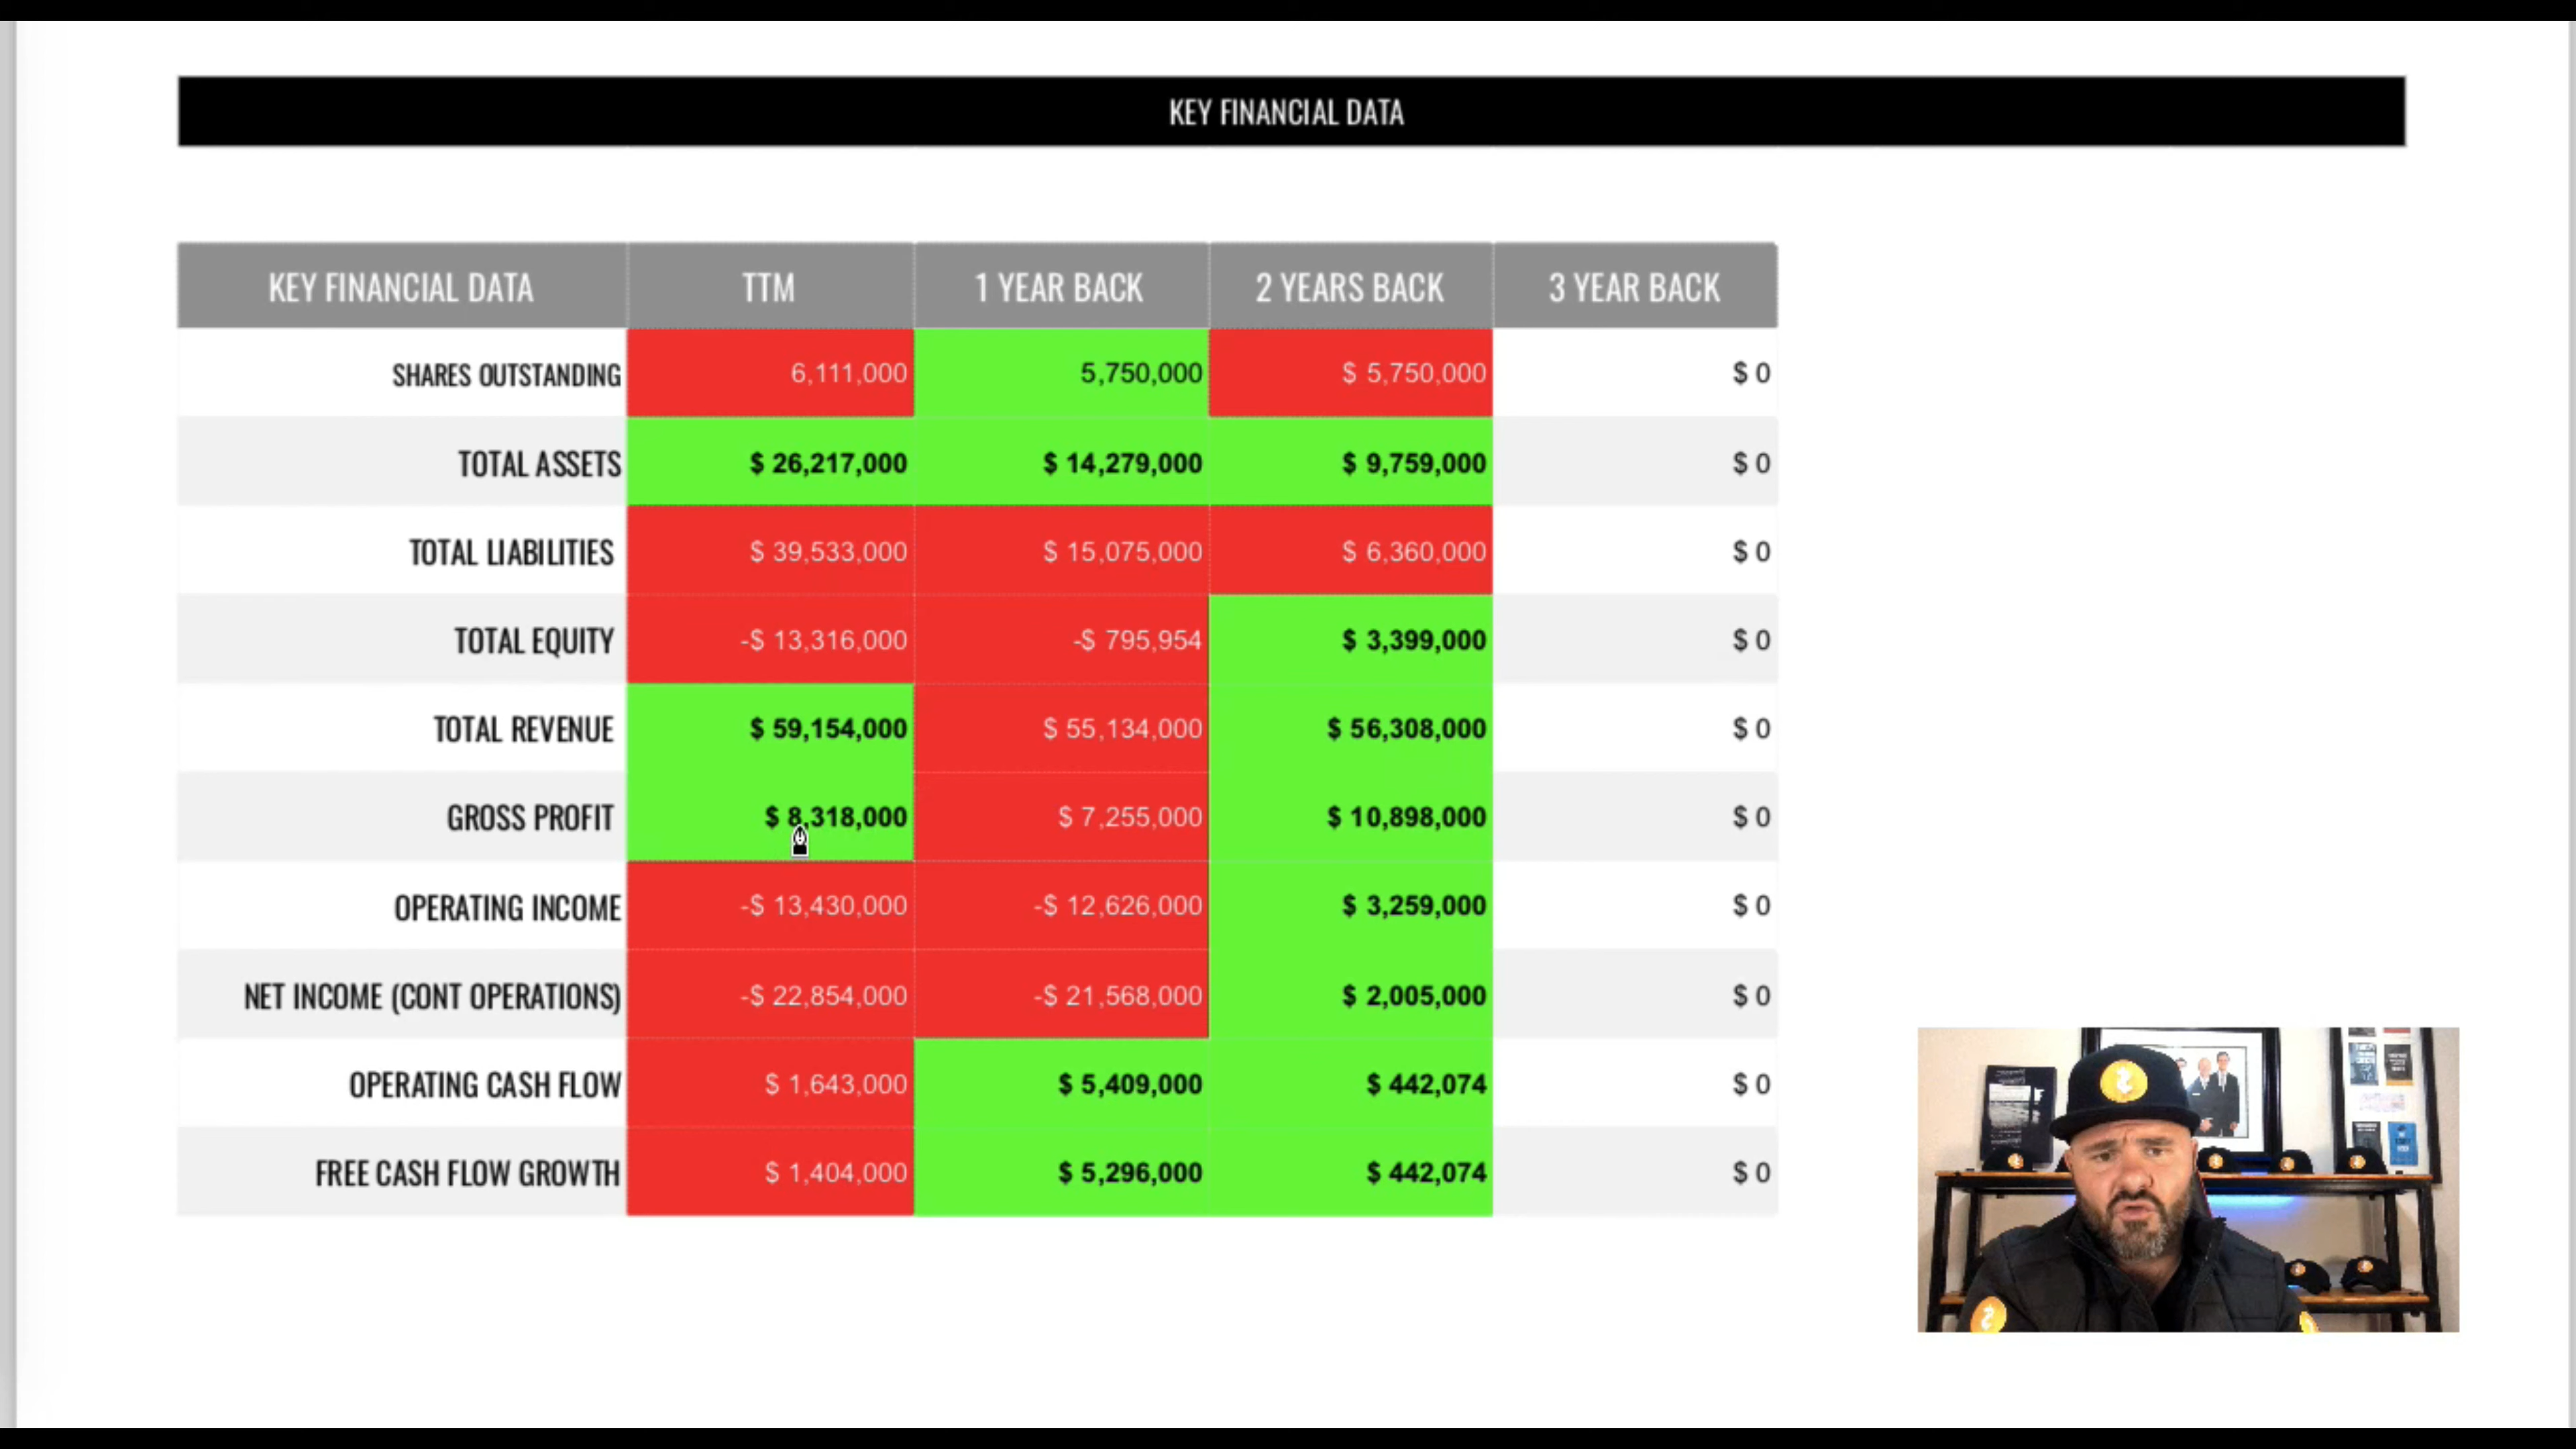 KEY FINANCIAL DATA
KEY FINANCIAL DATA TTM 1 YEAR BACK 2 YEARS BACK 3 YEAR BACK
SHARES OUTSTANDING 6,111,000 5,750,000 $ 5,750,000 $ 0
TOTAL ASSETS $ 26,217,000 $ 14,279,000 $ 9,759,000 $ 0
TOTAL LIABILITIES $ 39,533,000 $ 15,075,000 $ 6,360,000 $ 0
TOTAL EQUITY -$ 13,316,000 -$ 795,954 $ 3,399,000 $ 0
TOTAL REVENUE $ 59,154,000 $ 55,134,000 $ 56,308,000 $ 0
GROSS PROFIT $ 8,318,000 $ 7,255,000 $ 10,898,000 $ 0
OPERATING INCOME -$ 13,430,000 -$ 12,626,000 $ 3,259,000 $ 0
NET INCOME (CONT OPERATIONS) -$ 22,854,000 -$ 21,568,000 $ 2,005,000 $ 0
OPERATING CASH FLOW $ 1,643,000 $ 5,409,000 $ 442,074 $ 0
FREE CASH FLOW GROWTH $ 1,404,000 $ 5,296,000 $ 442,074 $ 0